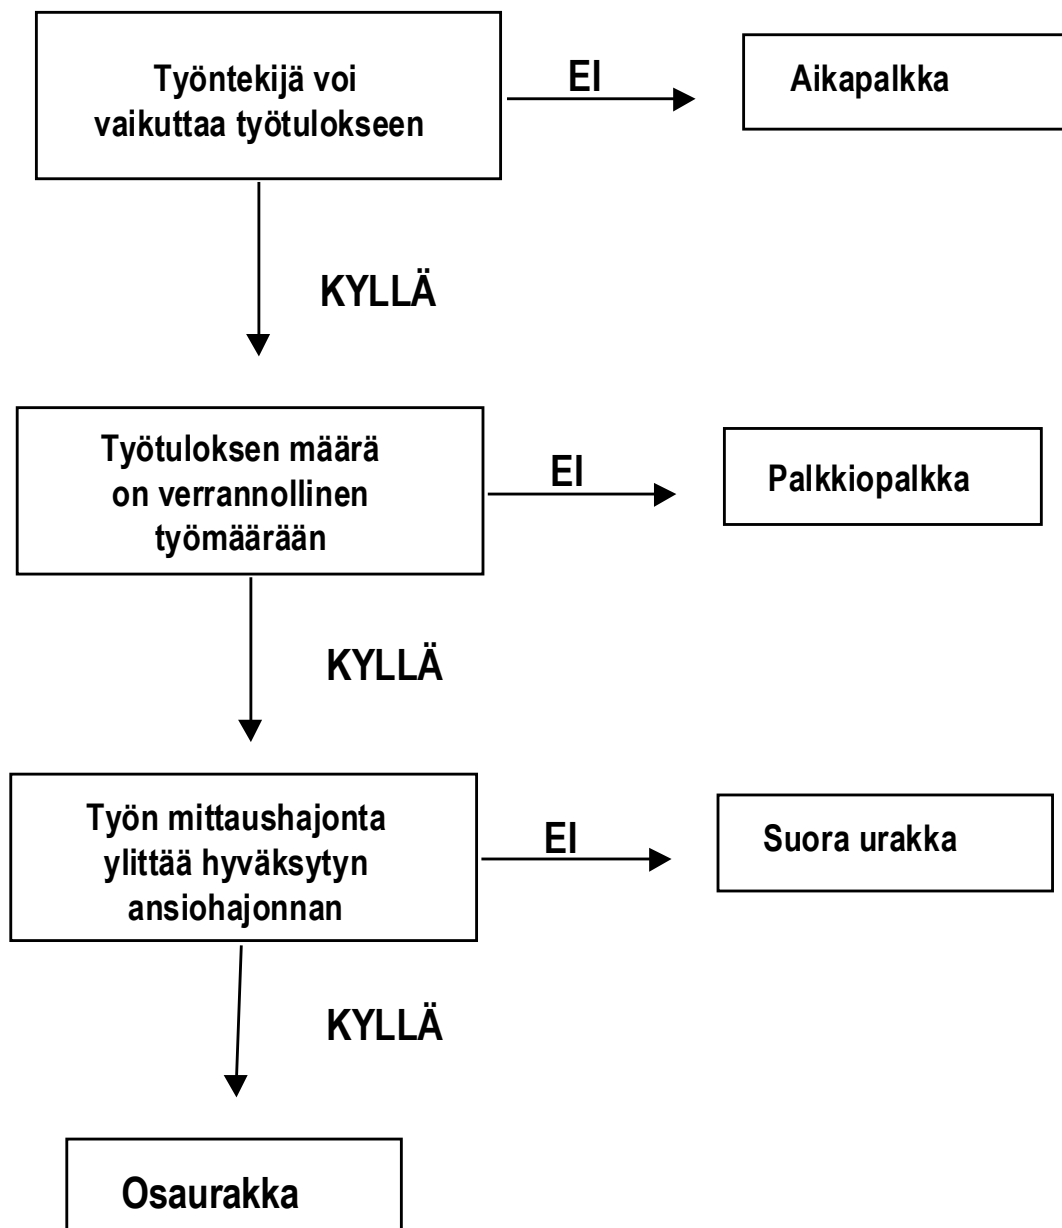 Työntekijä voi
vaikuttaa työtulokseen
EI
Aikapalkka
KYLLÄ
Työtuloksen määrä
on verrannollinen
työmäärään
EI
Palkkiopalkka
KYLLÄ
Työn mittaushajonta
ylittää hyväksytyn
ansiohajonnan
EI
Suora urakka
KYLLÄ
Osaurakka